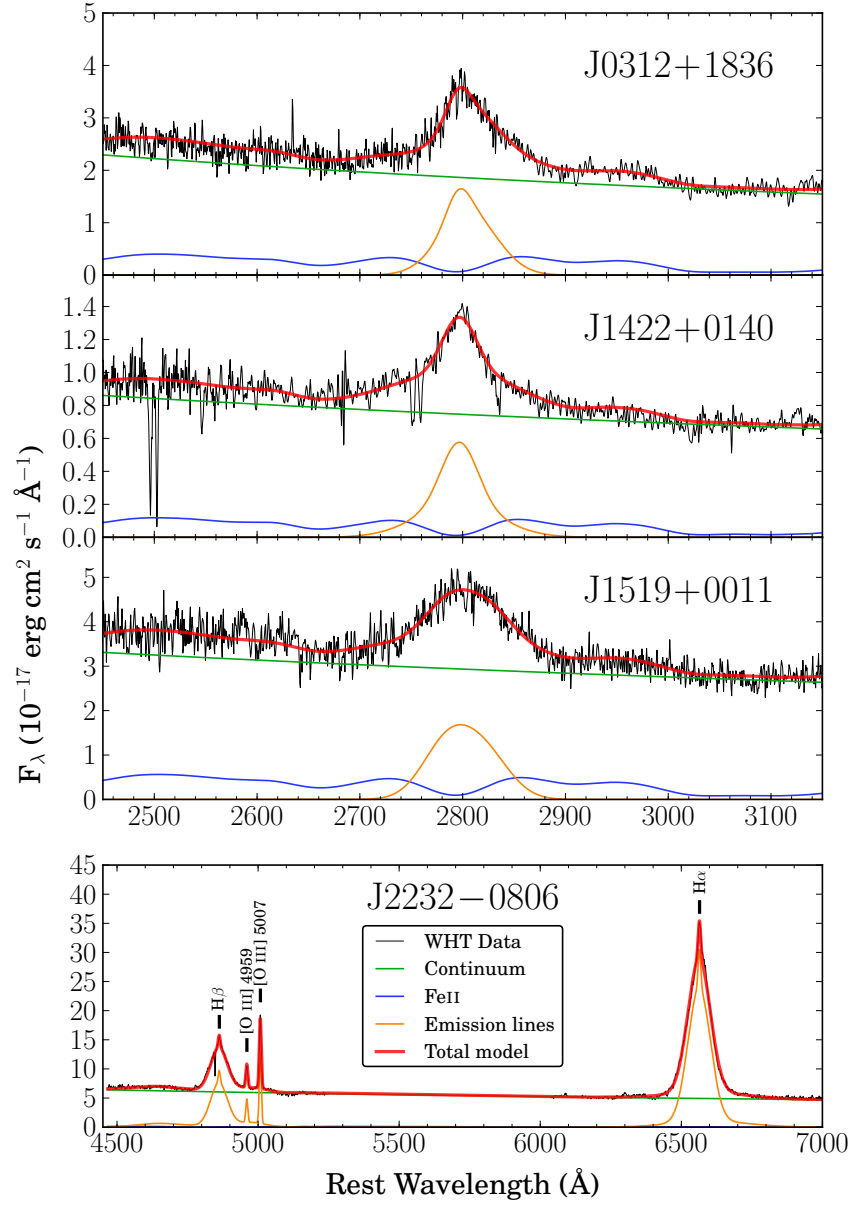 J0312+1836
5
4
3
2
1
0
J1422+0140
1.4
1.2
1.0
0.8
0.6
0.4
0.2
0.0
J1519+0011
5
4
3
2
1
0
2500 2600 2700 2800 2900 3000 3100
F_λ (10⁻¹⁷ erg cm² s⁻¹ Å⁻¹)
J2232−0806
45
40
35
30
25
20
15
10
5
0
Hβ
[O III] 4959
[O III] 5007
Hα
WHT Data
Continuum
FeII
Emission lines
Total model
4500 5000 5500 6000 6500 7000
Rest Wavelength (Å)